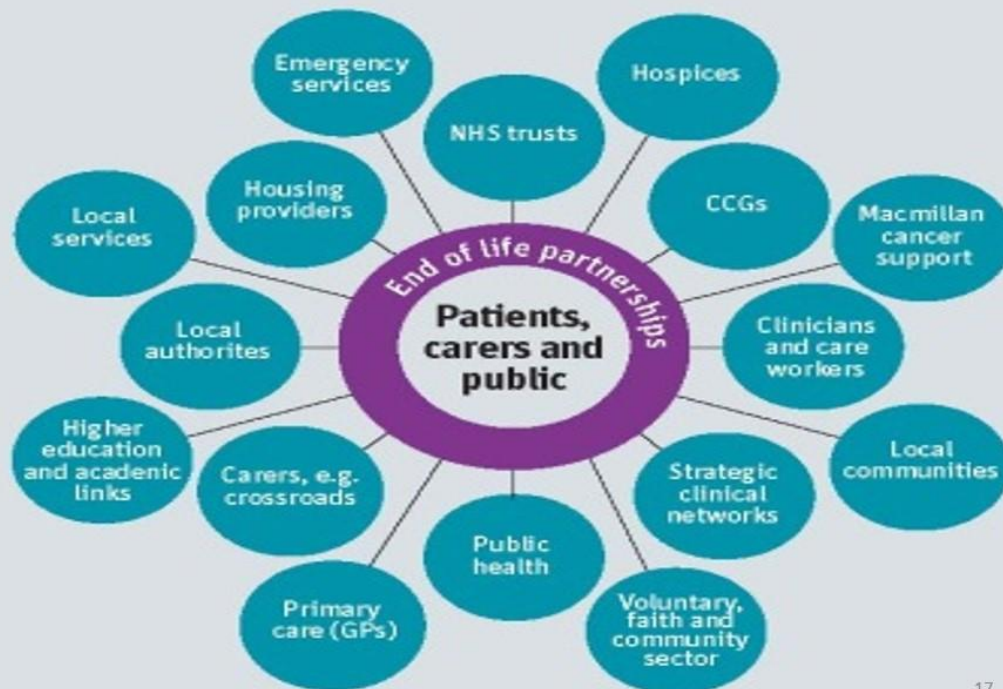 Emergency
services
Hospices
NHS trusts
Housing
providers
CCGs
Local
services
Macmillan
cancer
support
End of life partnerships
Patients,
carers and
public
Local
authorites
Clinicians
and care
workers
Higher
education
and academic
links
Carers, e.g.
crossroads
Strategic
clinical
networks
Local
communities
Public
health
Primary
care (GPs)
Voluntary,
faith and
community
sector
17